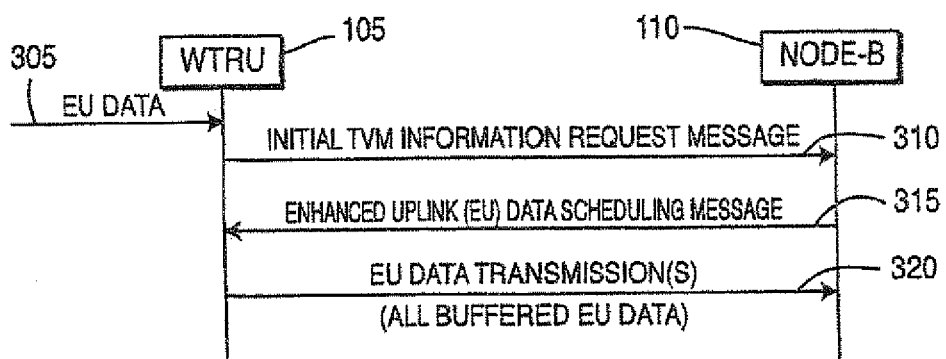 105
110
WTRU
NODE-B
305
EU DATA
INITIAL TVM INFORMATION REQUEST MESSAGE
310
ENHANCED UPLINK (EU) DATA SCHEDULING MESSAGE
315
EU DATA TRANSMISSION(S)
320
(ALL BUFFERED EU DATA)